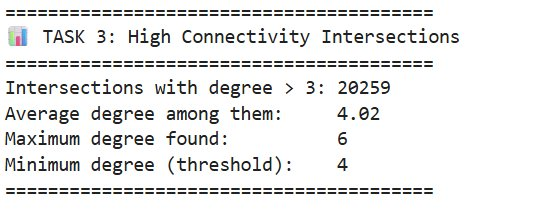 ========================================
📊 TASK 3: High Connectivity Intersections
========================================
Intersections with degree > 3: 20259
Average degree among them:     4.02
Maximum degree found:          6
Minimum degree (threshold):    4
========================================